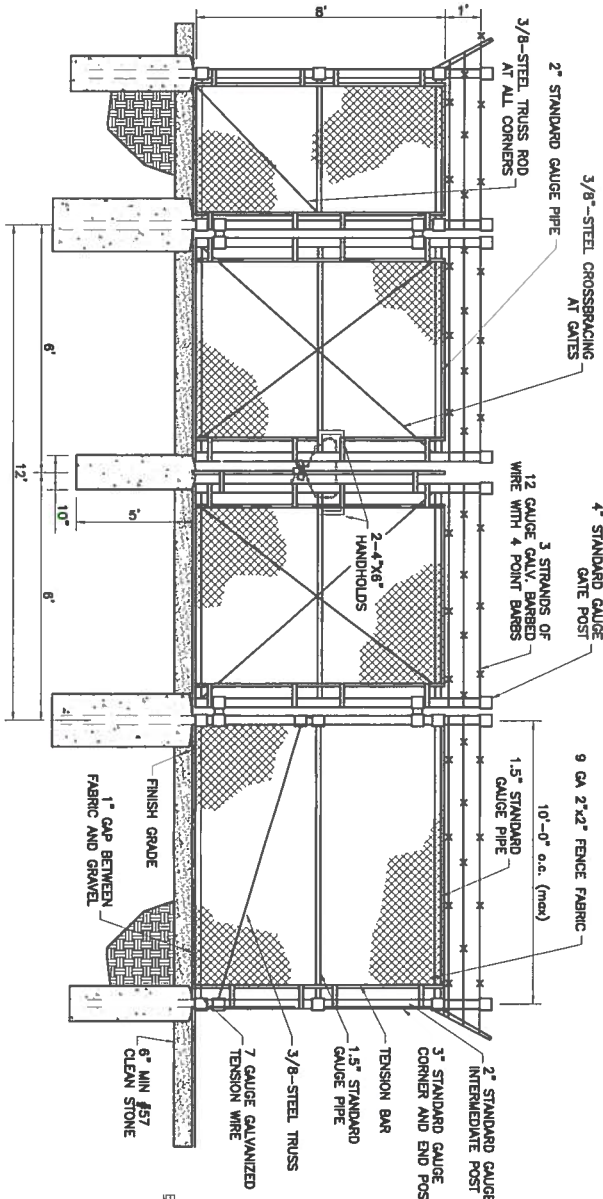 8'
1'
3/8-STEEL TRUSS ROD
AT ALL CORNERS
2" STANDARD GAUGE PIPE
3/8"-STEEL CROSSBRACING
AT GATES
4" STANDARD GAUGE
GATE POST
3 STRANDS OF
12 GAUGE GALV. BARBED
WIRE WITH 4 POINT BARBS
2-4"X6"
HANDHOLDS
9 GA 2"x2" FENCE FABRIC
1.5" STANDARD
GAUGE PIPE
10'-0" o.c. (max)
2" STANDARD GAUGE
INTERMEDIATE POST
3" STANDARD GAUGE
CORNER AND END POS
TENSION BAR
1.5" STANDARD
GAUGE PIPE
3/8-STEEL TRUSS
7 GAUGE GALVANIZED
TENSION WIRE
6" MIN #57
CLEAN STONE
FINISH GRADE
1" GAP BETWEEN
FABRIC AND GRAVEL
6'
6'
12'
10"
5'